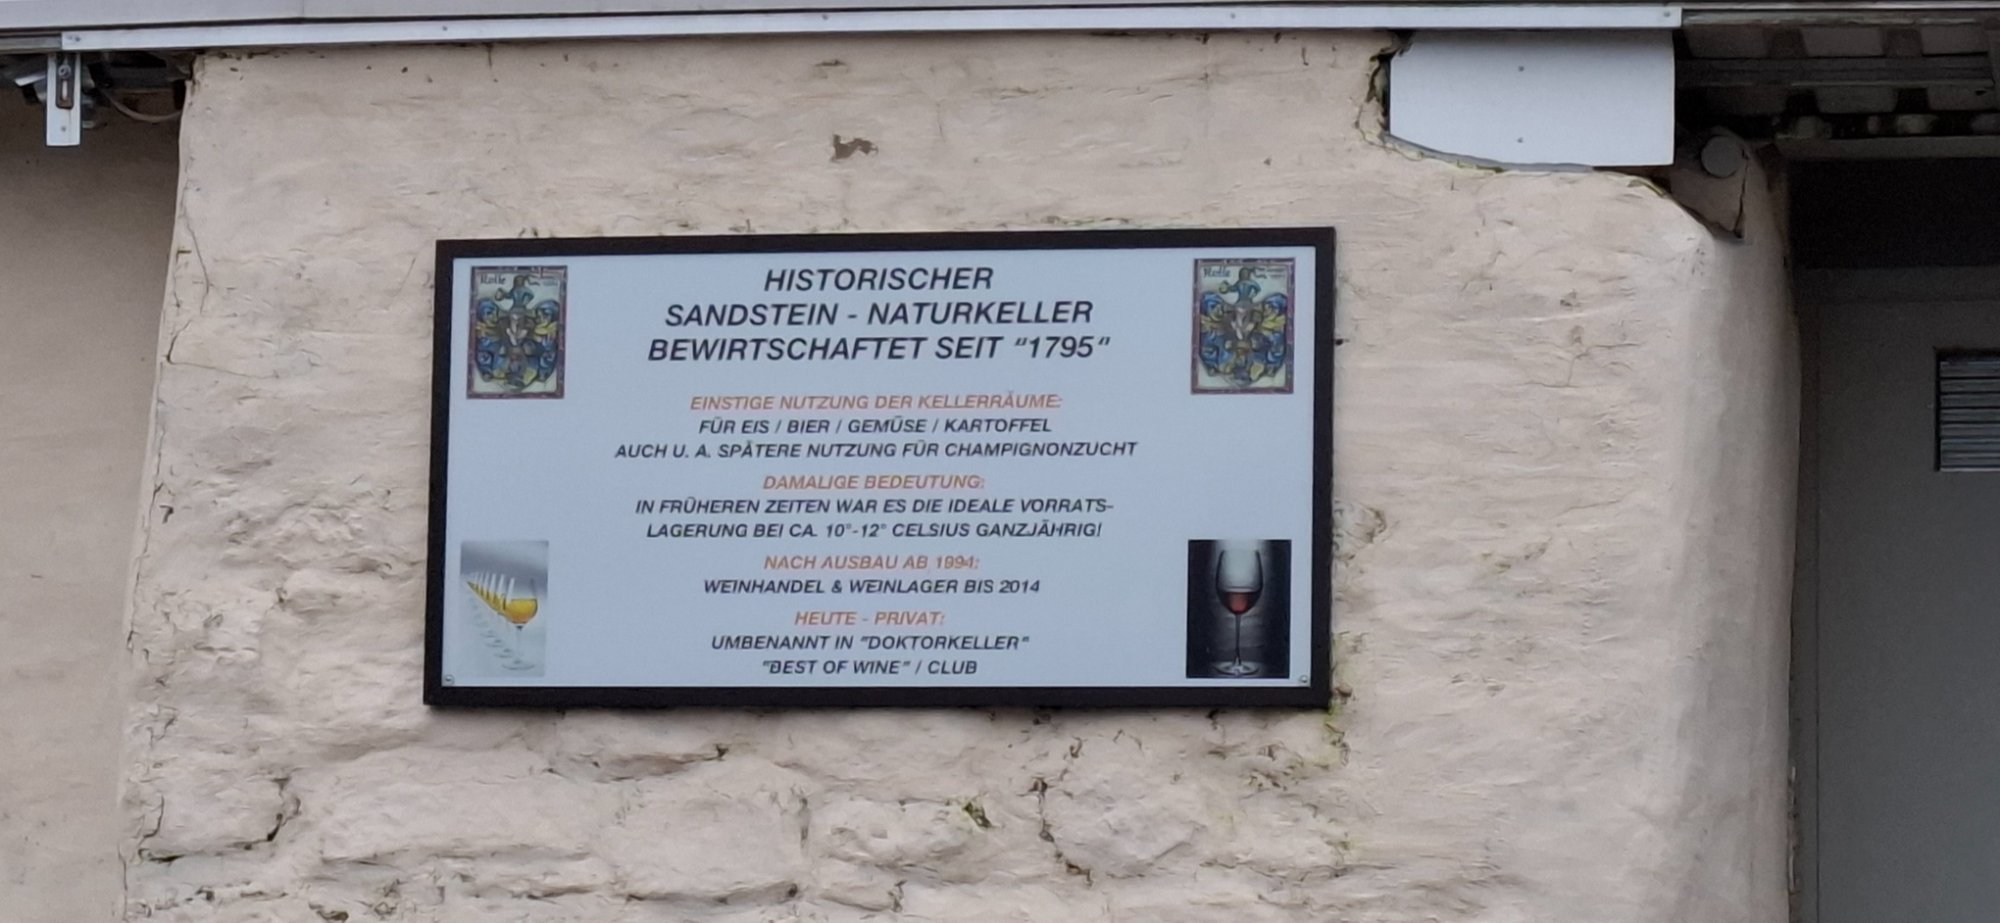 Rolle
Rolle
HISTORISCHER
SANDSTEIN - NATURKELLER
BEWIRTSCHAFTET SEIT "1795"
EINSTIGE NUTZUNG DER KELLERRÄUME:
FÜR EIS / BIER / GEMÜSE / KARTOFFEL
AUCH U. A. SPÄTERE NUTZUNG FÜR CHAMPIGNONZUCHT
DAMALIGE BEDEUTUNG:
IN FRÜHEREN ZEITEN WAR ES DIE IDEALE VORRATS-
LAGERUNG BEI CA. 10°-12° CELSIUS GANZJÄHRIG!
NACH AUSBAU AB 1994:
WEINHANDEL & WEINLAGER BIS 2014
HEUTE - PRIVAT:
UMBENANNT IN "DOKTORKELLER"
"BEST OF WINE" / CLUB